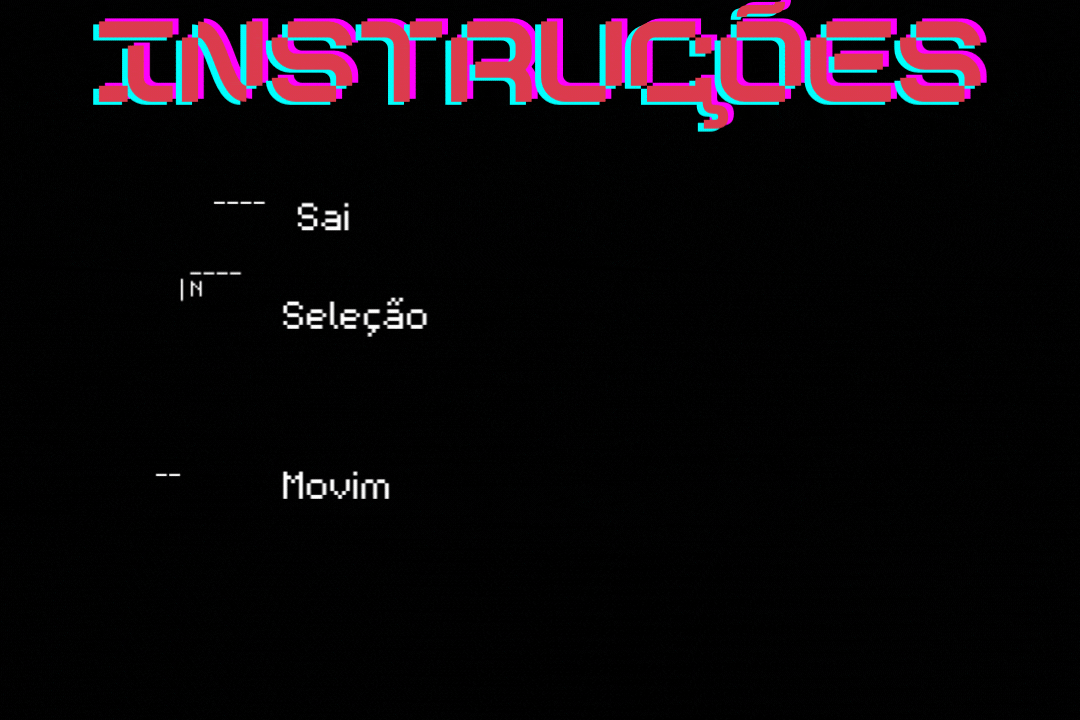 INSTRUÇÕES
---- Sai
----
|N
Seleção
-- Movim